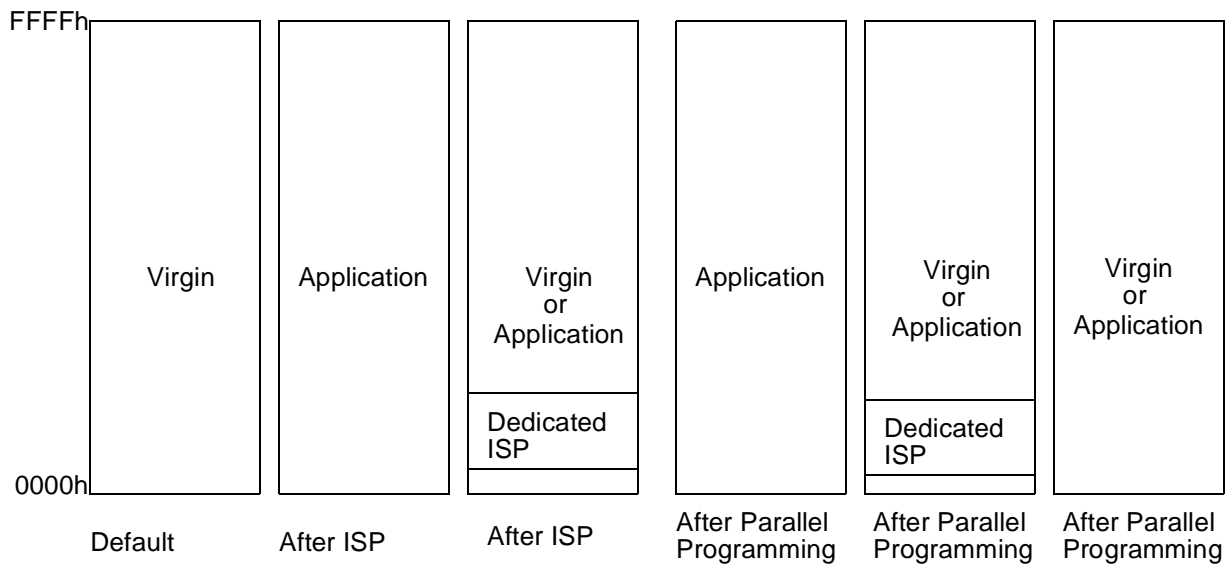 FFFFh
Virgin
Application
Virgin
or
Application
Application
Virgin
or
Application
Virgin
or
Application
Dedicated
ISP
Dedicated
ISP
0000h
Default
After ISP
After ISP
After Parallel
Programming
After Parallel
Programming
After Parallel
Programming